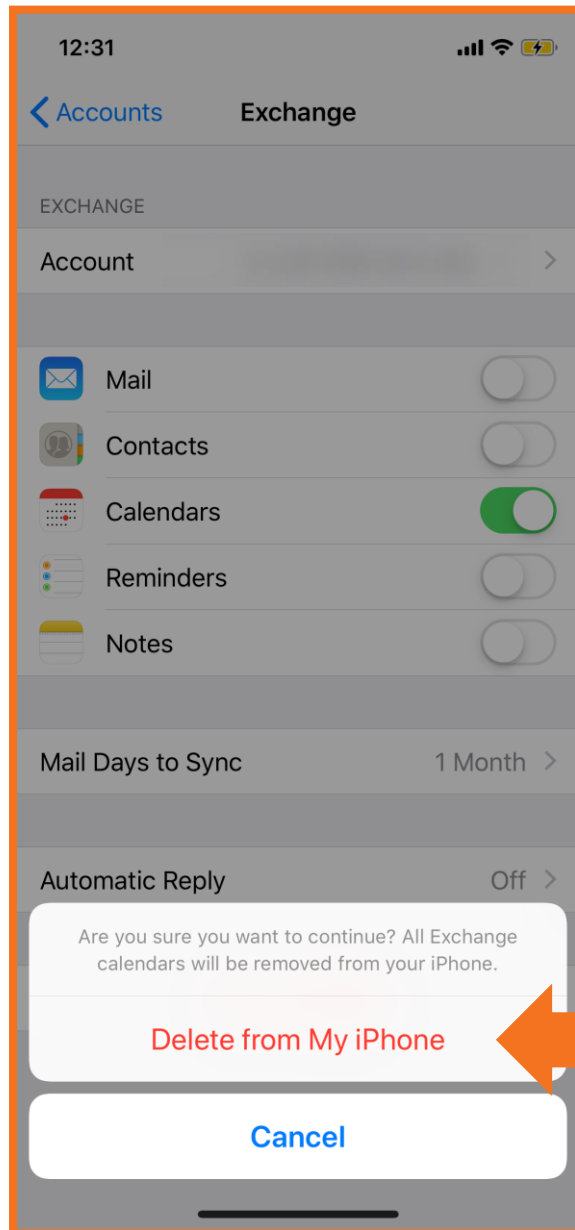 12:31
Accounts Exchange
EXCHANGE
Account
Mail
Contacts
Calendars
Reminders
Notes
Mail Days to Sync 1 Month
Automatic Reply Off
Are you sure you want to continue? All Exchange
calendars will be removed from your iPhone.
Delete from My iPhone
Cancel